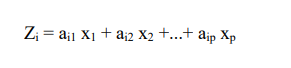 Zᵢ = aᵢ₁ x₁ + aᵢ₂ x₂ +...+ aᵢₚ xₚ